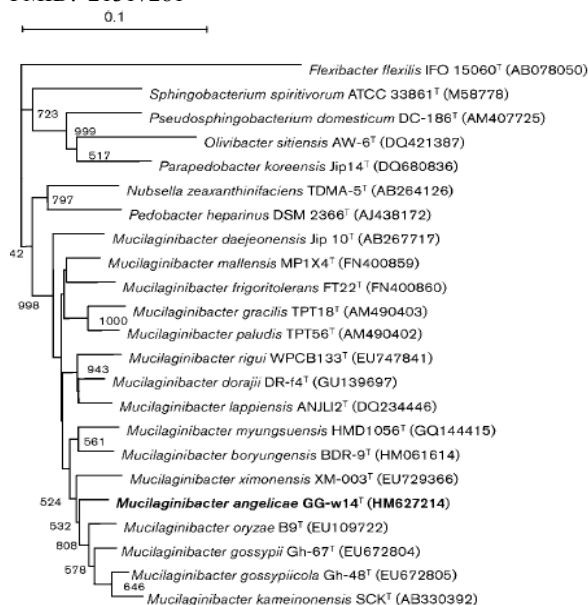 0.1
Flexibacter flexilis IFO 15060ᵀ (AB078050)
Sphingobacterium spiritivorum ATCC 33861ᵀ (M58778)
723
Pseudosphingobacterium domesticum DC-186ᵀ (AM407725)
999
Olivibacter sitiensis AW-6ᵀ (DQ421387)
517
Parapedobacter koreensis Jip14ᵀ (DQ680836)
Nubsella zeaxanthinifaciens TDMA-5ᵀ (AB264126)
797
Pedobacter heparinus DSM 2366ᵀ (AJ438172)
Mucilaginibacter daejeonensis Jip 10ᵀ (AB267717)
42
Mucilaginibacter mallensis MP1X4ᵀ (FN400859)
Mucilaginibacter frigoritolerans FT22ᵀ (FN400860)
998
Mucilaginibacter gracilis TPT18ᵀ (AM490403)
1000
Mucilaginibacter paludis TPT56ᵀ (AM490402)
Mucilaginibacter rigui WPCB133ᵀ (EU747841)
943
Mucilaginibacter dorajii DR-f4ᵀ (GU139697)
Mucilaginibacter lappiensis ANJLI2ᵀ (DQ234446)
Mucilaginibacter myungsuensis HMD1056ᵀ (GQ144415)
561
Mucilaginibacter boryungensis BDR-9ᵀ (HM061614)
Mucilaginibacter ximonensis XM-003ᵀ (EU729366)
524
Mucilaginibacter angelicae GG-w14ᵀ (HM627214)
532
Mucilaginibacter oryzae B9ᵀ (EU109722)
808
Mucilaginibacter gossypii Gh-67ᵀ (EU672804)
578
Mucilaginibacter gossypiicola Gh-48ᵀ (EU672805)
646
Mucilaginibacter kameinonensis SCKᵀ (AB330392)